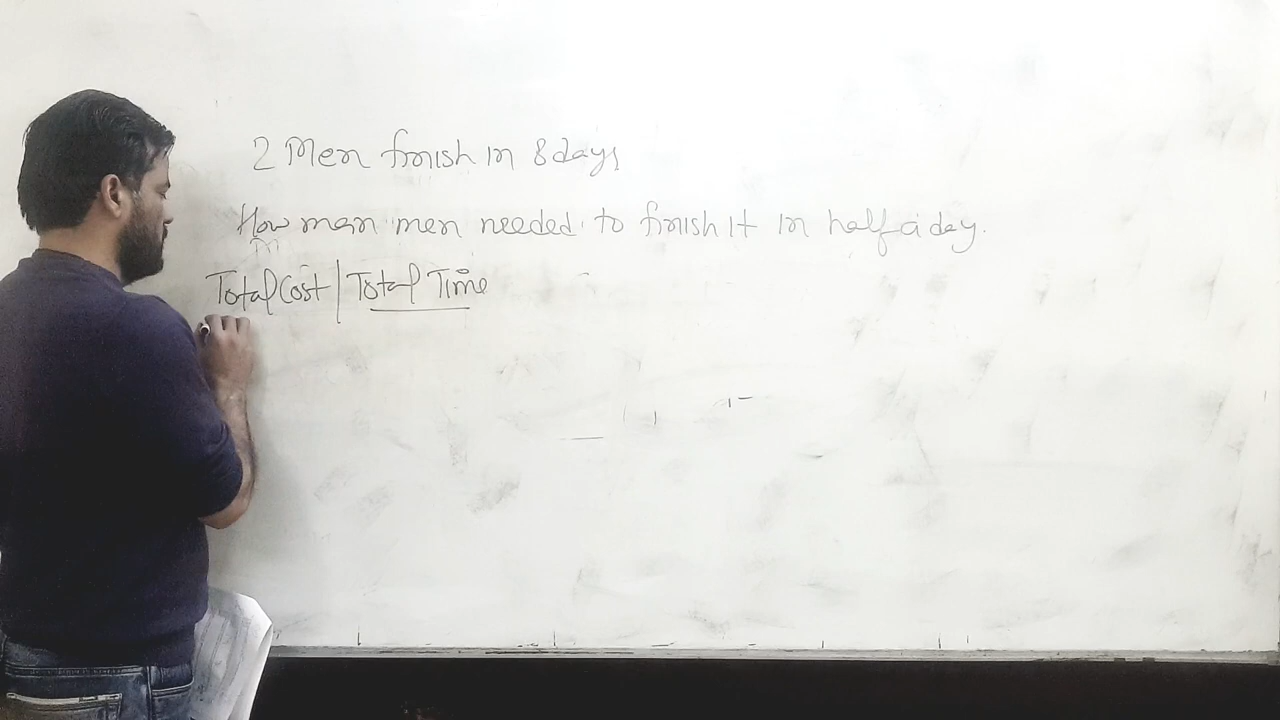 2 Men finish in 8 days
How man men needed to finish it in half a day.
Total Cost | Total Time